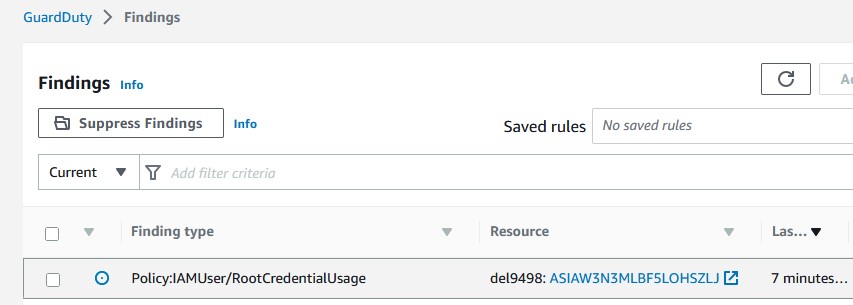 GuardDuty > Findings
Findings Info
Suppress Findings Info
Saved rules No saved rules
Current Add filter criteria
Finding type Resource Las...
Policy:IAMUser/RootCredentialUsage del9498: ASIAW3N3MLBF5LOHSZLJ 7 minutes...